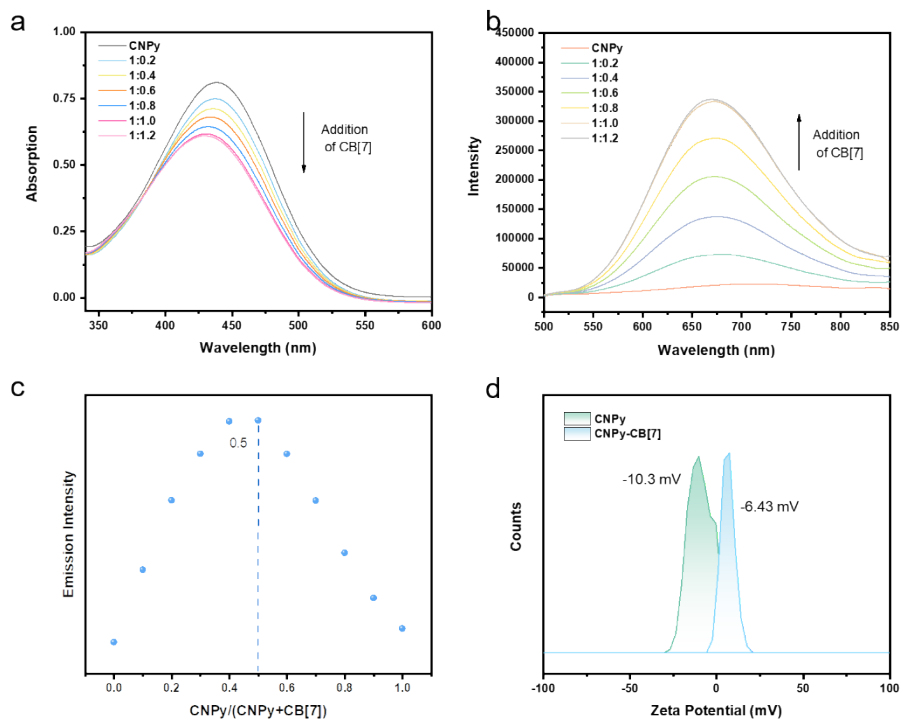 a
1.00
0.75
0.50
0.25
0.00
Absorption
CNPy
1:0.2
1:0.4
1:0.6
1:0.8
1:1.0
1:1.2
Addition
of CB[7]
350
400
450
500
550
600
Wavelength (nm)
b
450000
400000
350000
300000
250000
200000
150000
100000
50000
0
Intensity
CNPy
1:0.2
1:0.4
1:0.6
1:0.8
1:1.0
1:1.2
Addition
of CB[7]
500
550
600
650
700
750
800
850
Wavelength (nm)
c
Emission Intensity
0.5
0.0
0.2
0.4
0.6
0.8
1.0
CNPy/(CNPy+CB[7])
d
Counts
CNPy
CNPy-CB[7]
-10.3 mV
-6.43 mV
-100
-50
0
50
100
Zeta Potential (mV)